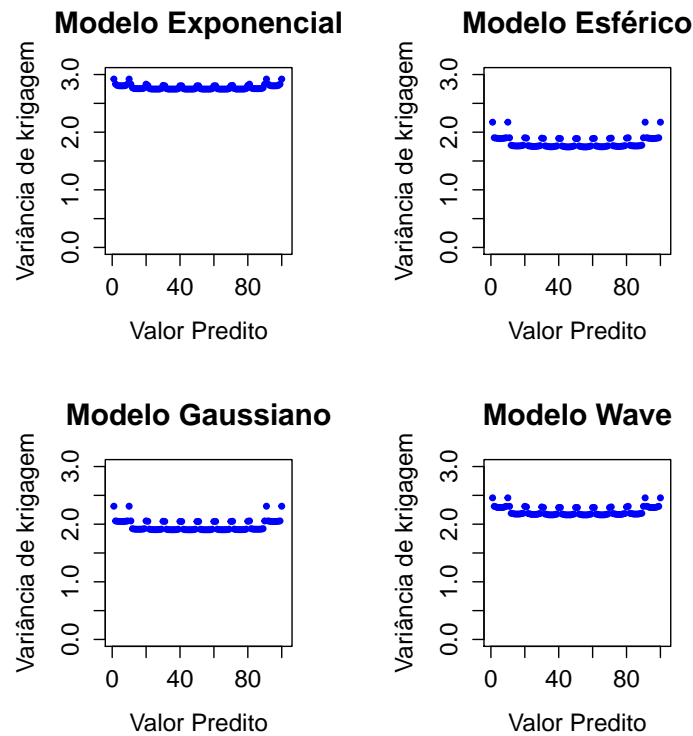 Modelo Exponencial
Variância de krigagem
0.0 1.0 2.0 3.0
0 40 80
Valor Predito
Modelo Esférico
Variância de krigagem
0.0 1.0 2.0 3.0
0 40 80
Valor Predito
Modelo Gaussiano
Variância de krigagem
0.0 1.0 2.0 3.0
0 40 80
Valor Predito
Modelo Wave
Variância de krigagem
0.0 1.0 2.0 3.0
0 40 80
Valor Predito